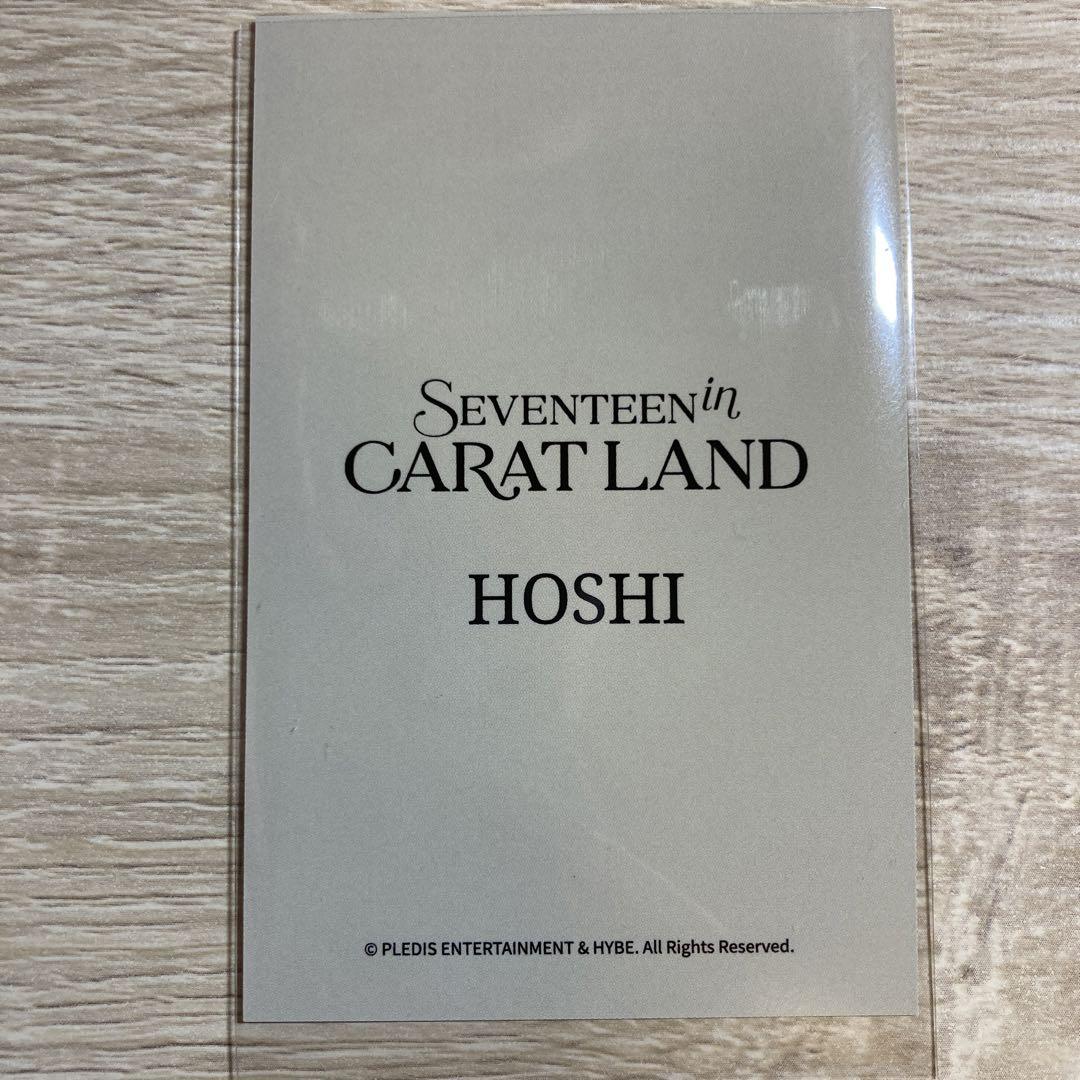 SEVENTEEN in
CARAT LAND
HOSHI
© PLEDIS ENTERTAINMENT & HYBE. All Rights Reserved.